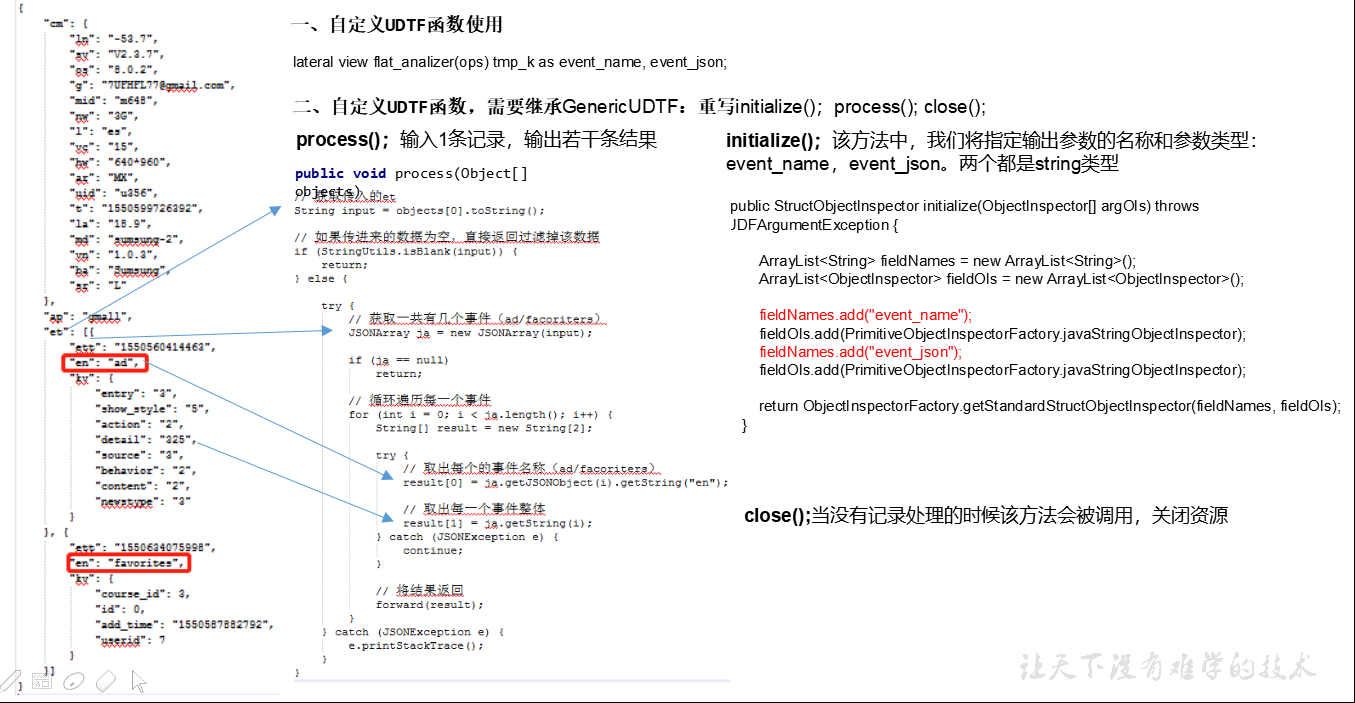 {
"cm": {
"ln": "-53.7",
"sv": "V2.3.7",
"os": "8.0.2",
"g": "7UFHFL77@gmail.com",
"mid": "m648",
"nw": "3G",
"l": "es",
"vc": "15",
"hw": "640*960",
"ar": "MX",
"uid": "u356",
"t": "1550599726392",
"la": "18.9",
"md": "sumsung-2",
"vn": "1.0.3",
"ba": "Sumsung",
"sr": "L"
},
"ap": "gmall",
"et": [{
"ett": "1550560414463",
"en": "ad",
"kv": {
"entry": "3",
"show_style": "5",
"action": "2",
"detail": "325",
"source": "3",
"behavior": "2",
"content": "2",
"newstype": "3"
}
}, {
"ett": "1550634075998",
"en": "favorites",
"kv": {
"course_id": 3,
"id": 0,
"add_time": "1550587882792",
"userid": 7
}
}]
}
一、自定义UDTF函数使用
lateral view flat_analizer(ops) tmp_k as event_name, event_json;
二、自定义UDTF函数，需要继承GenericUDTF：重写initialize()；process(); close();
process()；输入1条记录，输出若干条结果
public void process(Object[]
objects)
// 获取传入的et
String input = objects[0].toString();
// 如果传进来的数据为空，直接返回过滤掉该数据
if (StringUtils.isBlank(input)) {
return;
} else {
try {
// 获取一共有几个事件（ad/facoriters）
JSONArray ja = new JSONArray(input);
if (ja == null)
return;
// 循环遍历每一个事件
for (int i = 0; i < ja.length(); i++) {
String[] result = new String[2];
try {
// 取出每个的事件名称（ad/facoriters）
result[0] = ja.getJSONObject(i).getString("en");
// 取出每一个事件整体
result[1] = ja.getString(i);
} catch (JSONException e) {
continue;
}
// 将结果返回
forward(result);
}
} catch (JSONException e) {
e.printStackTrace();
}
}
initialize()；该方法中，我们将指定输出参数的名称和参数类型：
event_name，event_json。两个都是string类型
public StructObjectInspector initialize(ObjectInspector[] argOIs) throws
JDFArgumentException {
ArrayList<String> fieldNames = new ArrayList<String>();
ArrayList<ObjectInspector> fieldOIs = new ArrayList<ObjectInspector>();
fieldNames.add("event_name");
fieldOIs.add(PrimitiveObjectInspectorFactory.javaStringObjectInspector);
fieldNames.add("event_json");
fieldOIs.add(PrimitiveObjectInspectorFactory.javaStringObjectInspector);
return ObjectInspectorFactory.getStandardStructObjectInspector(fieldNames, fieldOIs);
}
close();当没有记录处理的时候该方法会被调用，关闭资源
让天下没有难学的技术